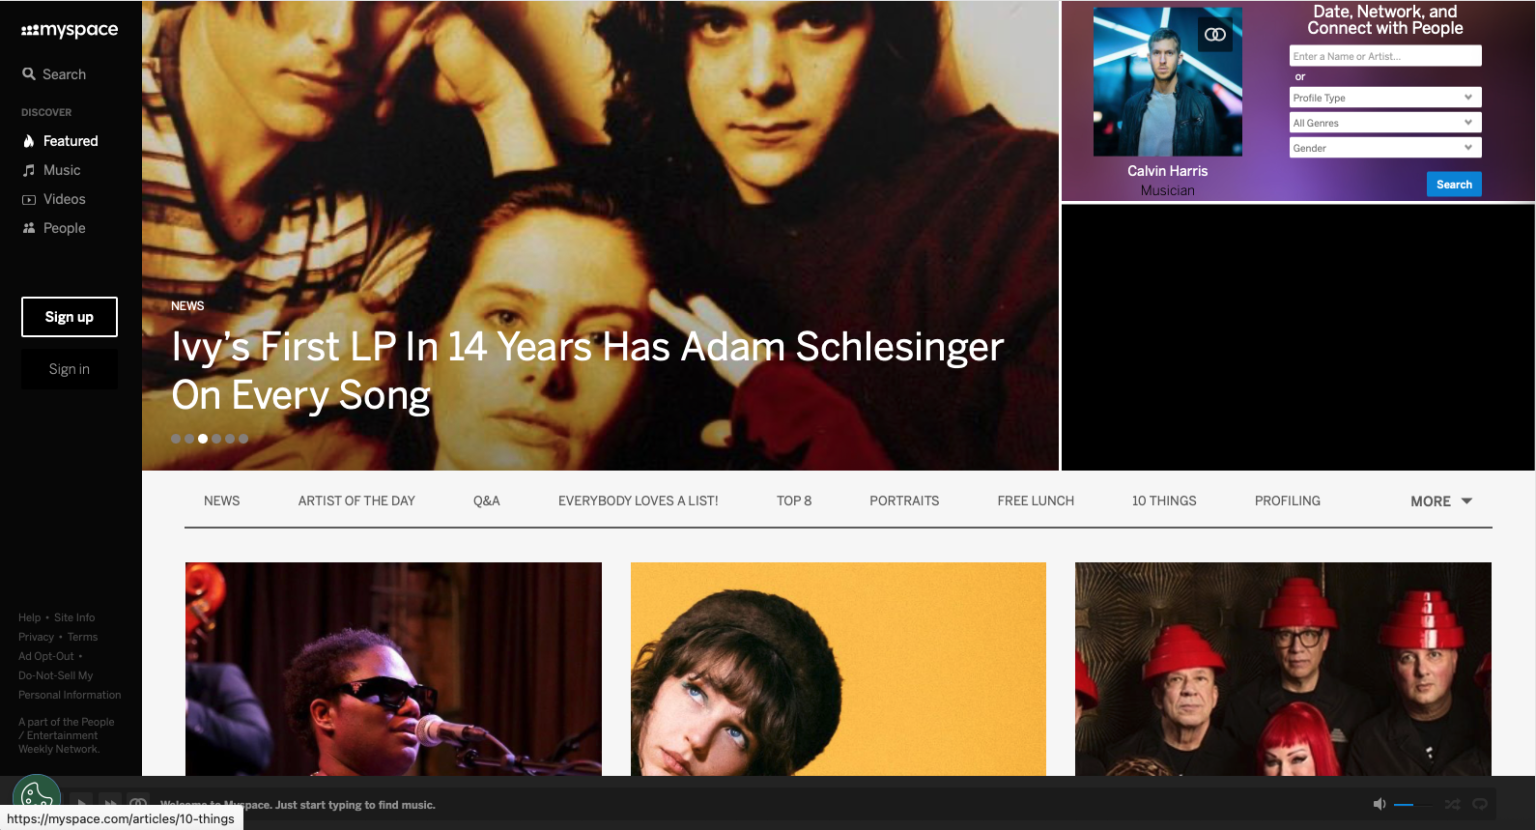 myspace
Search
DISCOVER
Featured
Music
Videos
People
Sign up
Sign in
Help • Site Info
Privacy • Terms
Ad Opt-Out •
Do-Not-Sell My
Personal Information
A part of the People
/ Entertainment
Weekly Network.
NEWS
Ivy's First LP In 14 Years Has Adam Schlesinger
On Every Song
Calvin Harris
Musician
Date, Network, and
Connect with People
Enter a Name or Artist...
or
Profile Type
All Genres
Gender
Search
NEWS ARTIST OF THE DAY Q&A EVERYBODY LOVES A LIST! TOP 8 PORTRAITS FREE LUNCH 10 THINGS PROFILING MORE
Welcome to Myspace. Just start typing to find music.
https://myspace.com/articles/10-things